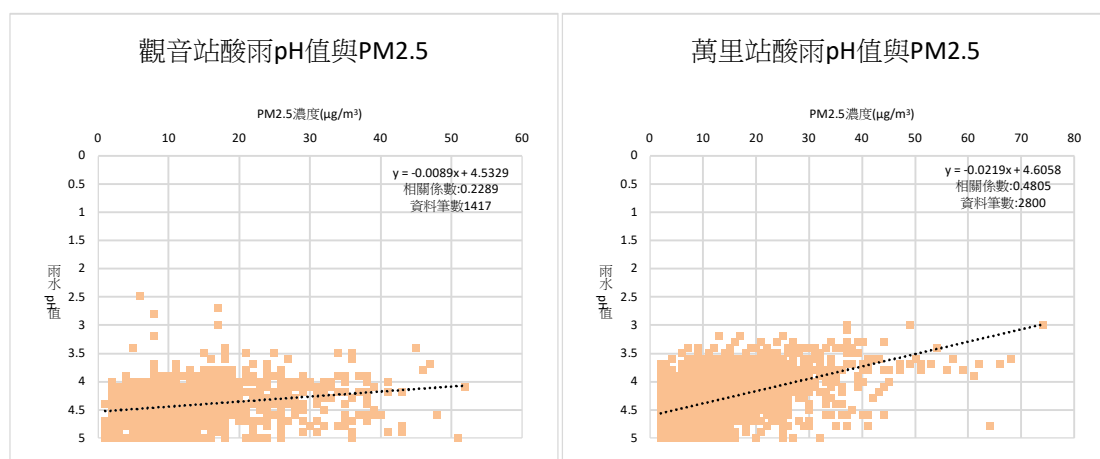 觀音站酸雨pH值與PM2.5
PM2.5濃度(μg/m³)
0 10 20 30 40 50 60
0
0.5
1
1.5
2
2.5
3
3.5
4
4.5
5
雨水pH值
y = -0.0089x + 4.5329
相關係數:0.2289
資料筆數1417
萬里站酸雨pH值與PM2.5
PM2.5濃度(μg/m³)
0 10 20 30 40 50 60 70 80
0
0.5
1
1.5
2
2.5
3
3.5
4
4.5
5
雨水pH值
y = -0.0219x + 4.6058
相關係數:0.4805
資料筆數:2800